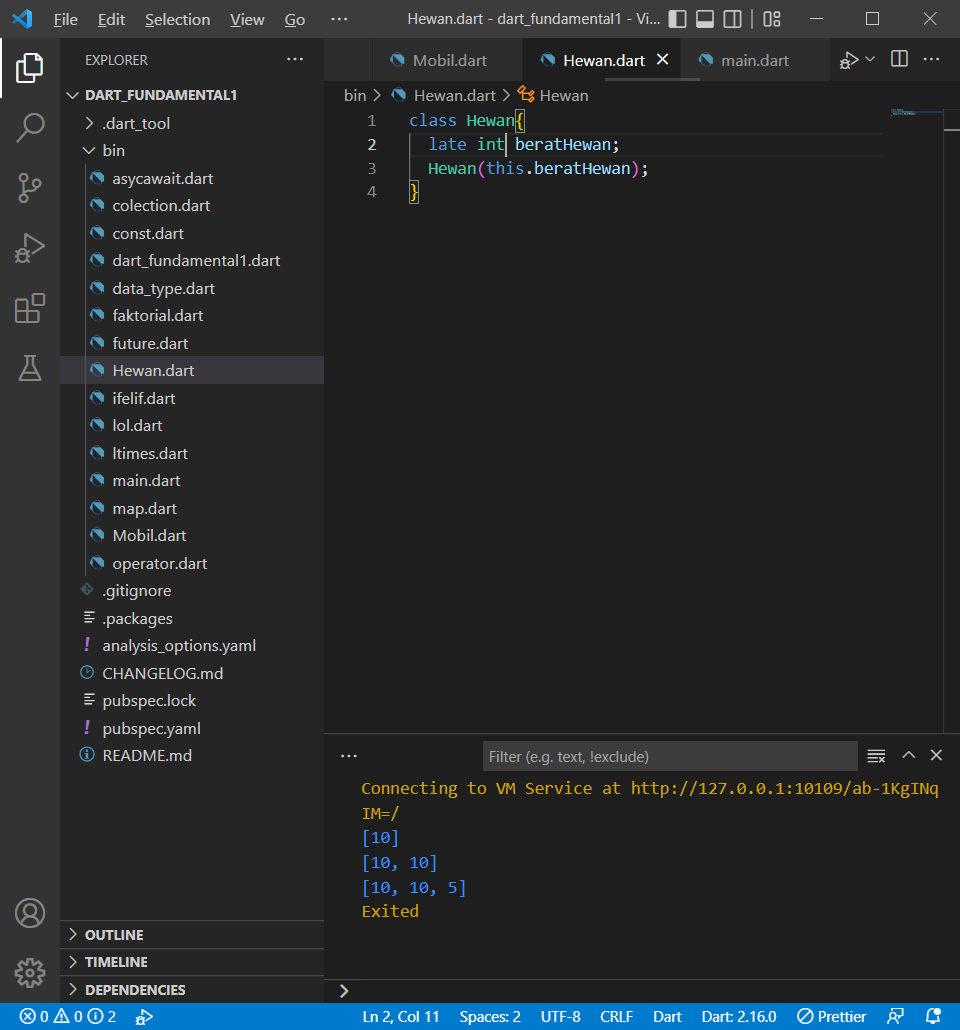 File Edit Selection View Go ··· Hewan.dart - dart_fundamental1 - Vi...
EXPLORER ···
DART_FUNDAMENTAL1
.dart_tool
bin
asycawait.dart
colection.dart
const.dart
dart_fundamental1.dart
data_type.dart
faktorial.dart
future.dart
Hewan.dart
ifelif.dart
lol.dart
ltimes.dart
main.dart
map.dart
Mobil.dart
operator.dart
.gitignore
.packages
analysis_options.yaml
CHANGELOG.md
pubspec.lock
pubspec.yaml
README.md
OUTLINE
TIMELINE
DEPENDENCIES
Mobil.dart Hewan.dart main.dart ···
bin > Hewan.dart > Hewan
1 class Hewan{
2 late int beratHewan;
3 Hewan(this.beratHewan);
4 }
··· Filter (e.g. text, !exclude)
Connecting to VM Service at http://127.0.0.1:10109/ab-1KgINq
IM=/
[10]
[10, 10]
[10, 10, 5]
Exited
>
0 0 2 Ln 2, Col 11 Spaces: 2 UTF-8 CRLF Dart Dart: 2.16.0 Prettier